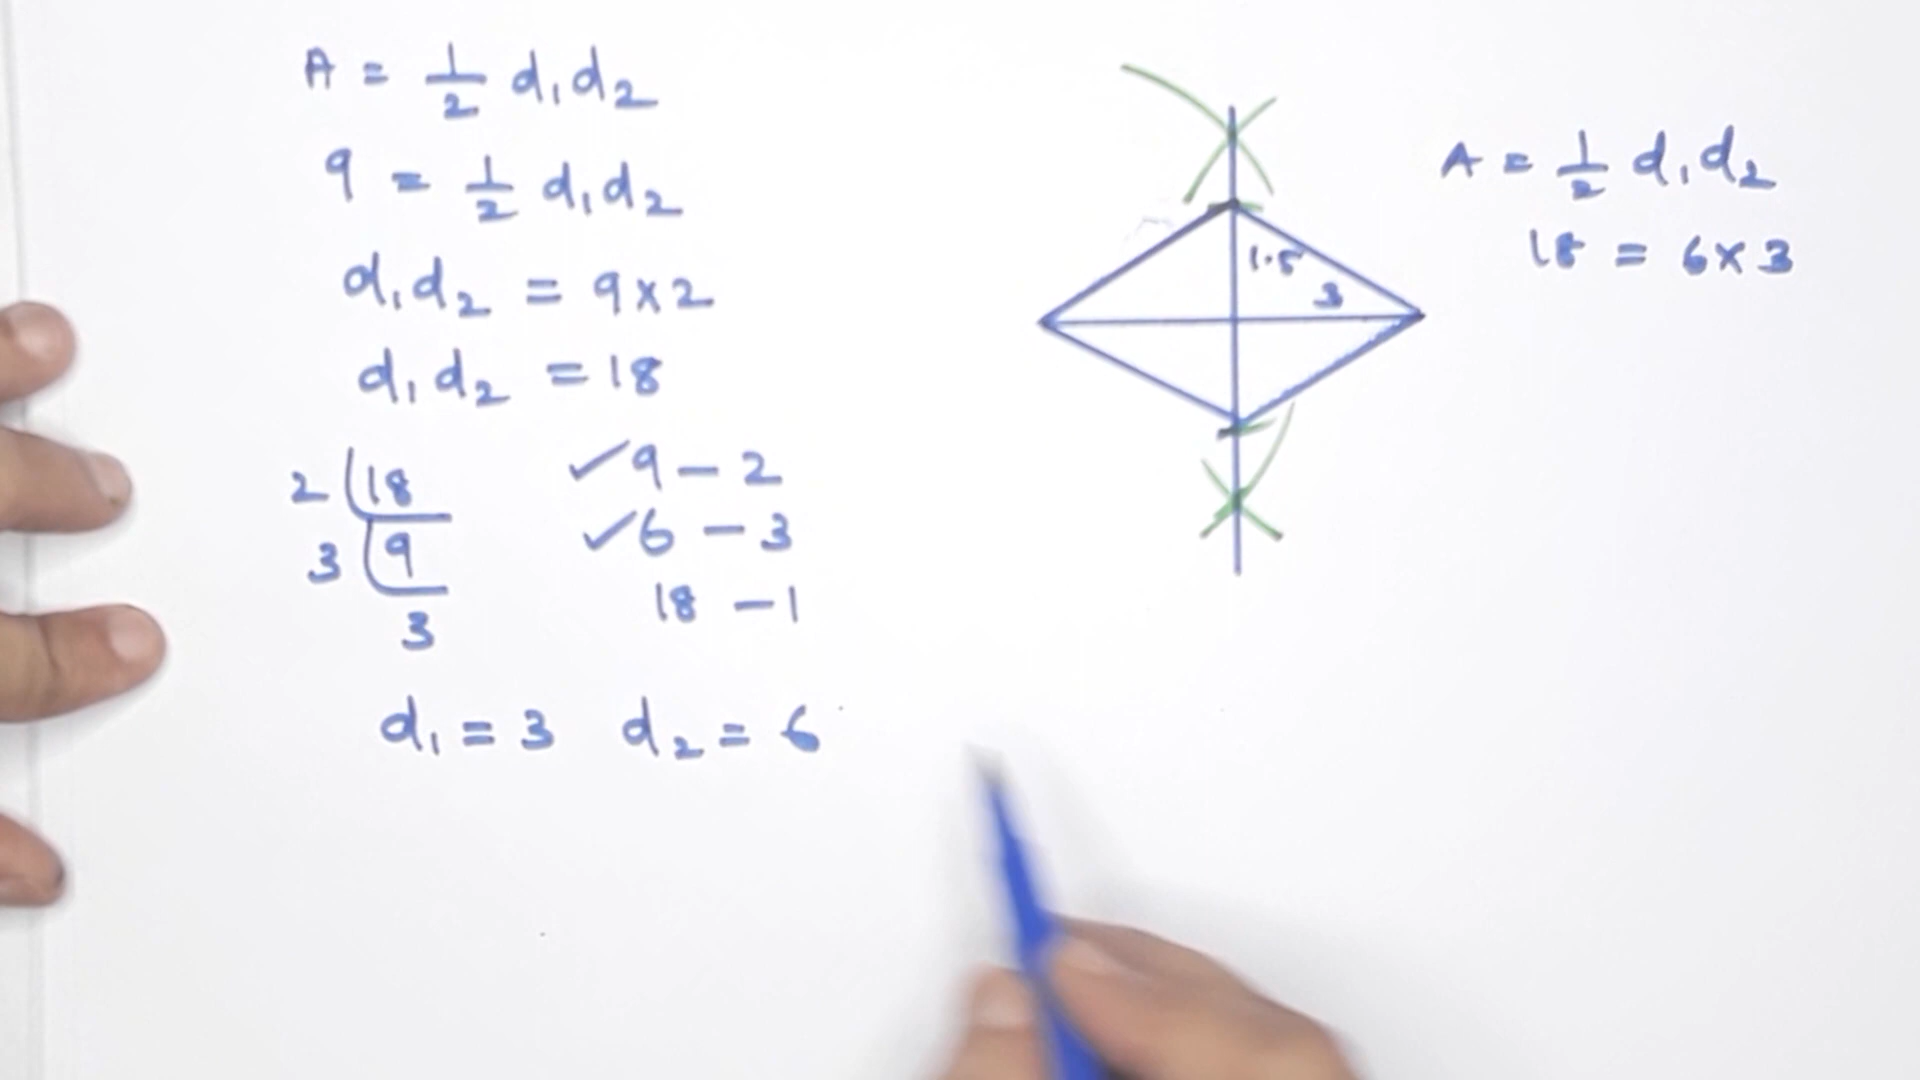 A = 1/2 d₁d₂
9 = 1/2 d₁d₂
d₁d₂ = 9×2
d₁d₂ = 18
2 18
3 9
3
✓9 – 2
✓6 – 3
18 – 1
d₁ = 3 d₂ = 6
1.5
3
A = 1/2 d₁d₂
18 = 6×3